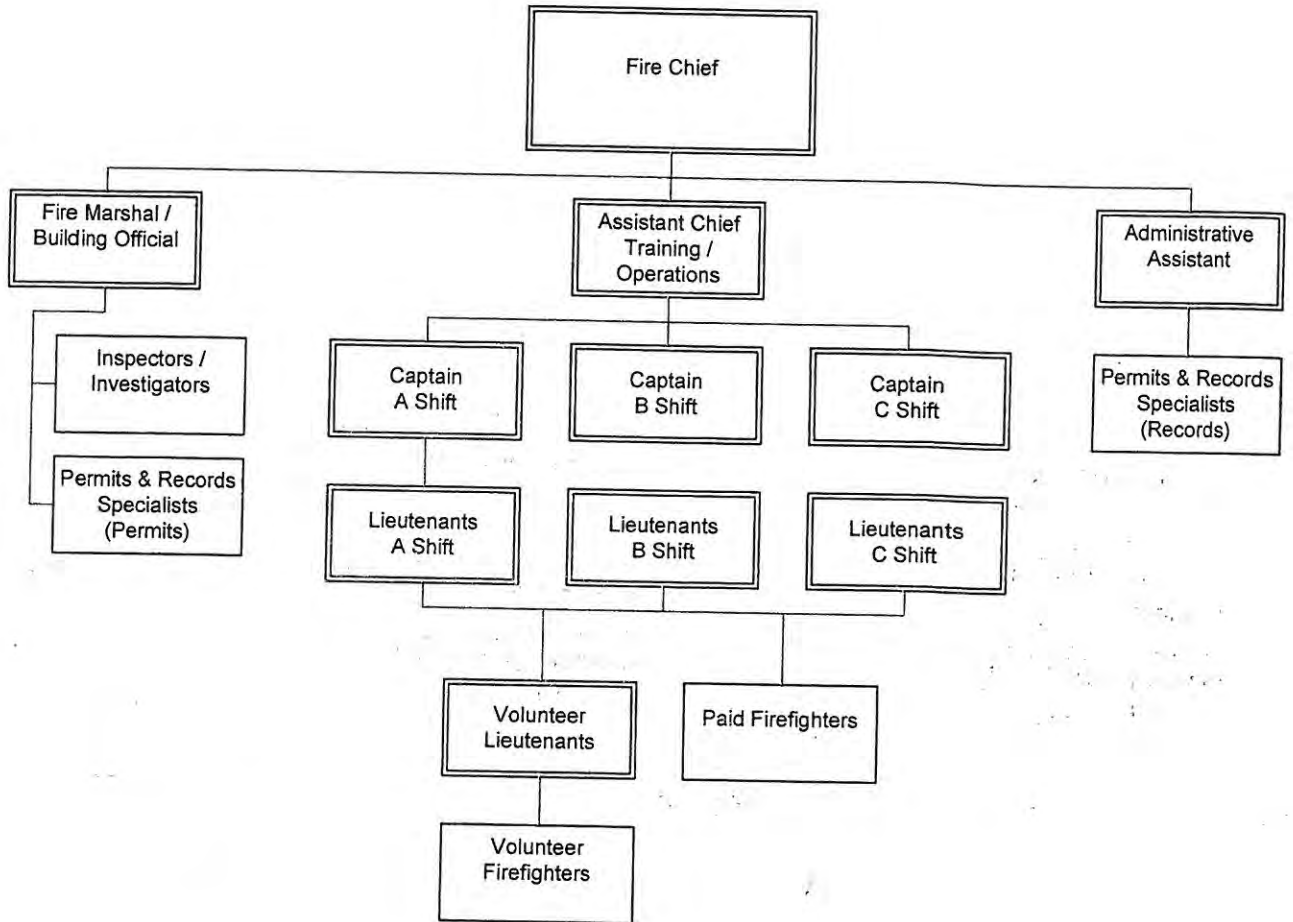 Fire Chief
Fire Marshal /
Building Official
Assistant Chief
Training /
Operations
Administrative
Assistant
Inspectors /
Investigators
Permits & Records
Specialists
(Permits)
Captain
A Shift
Captain
B Shift
Captain
C Shift
Permits & Records
Specialists
(Records)
Lieutenants
A Shift
Lieutenants
B Shift
Lieutenants
C Shift
Volunteer
Lieutenants
Paid Firefighters
Volunteer
Firefighters